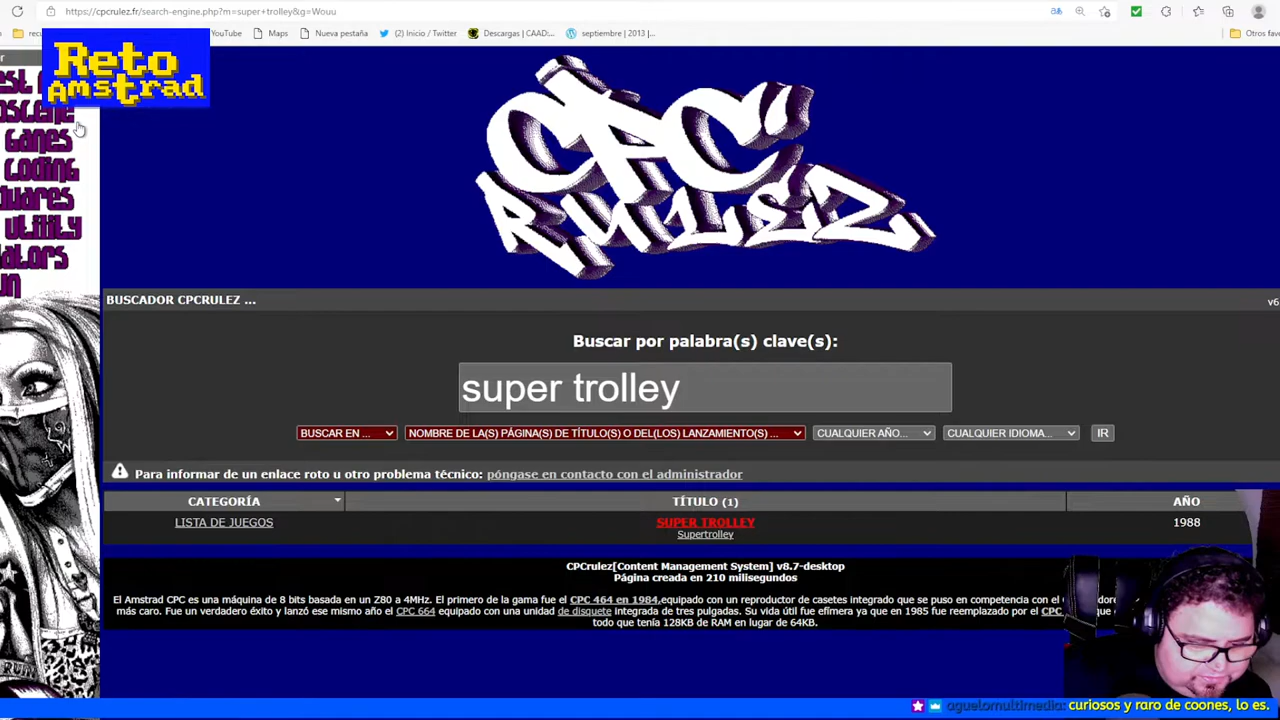 https://cpcrulez.fr/search-engine.php?m=super+trolley&g=Wouu
YouTube
Maps
Nueva pestaña
(2) Inicio / Twitter
Descargas | CAAD:...
septiembre | 2013 |...
Otros fav
Reto
Amstrad
Games
Coding
Utility
CPC
RULEZ
BUSCADOR CPCRULEZ ...
v6
Buscar por palabra(s) clave(s):
super trolley
BUSCAR EN ...
NOMBRE DE LA(S) PÁGINA(S) DE TÍTULO(S) O DEL(LOS) LANZAMIENTO(S) ...
CUALQUIER AÑO...
CUALQUIER IDIOMA...
IR
Para informar de un enlace roto u otro problema técnico: póngase en contacto con el administrador
CATEGORÍA
TÍTULO (1)
AÑO
LISTA DE JUEGOS
SUPER TROLLEY
Supertrolley
1988
CPCrulez[Content Management System] v8.7-desktop
Página creada en 210 milisegundos
El Amstrad CPC es una máquina de 8 bits basada en un Z80 a 4MHz. El primero de la gama fue el CPC 464 en 1984,equipado con un reproductor de casetes integrado que se puso en competencia con el
más caro. Fue un verdadero éxito y lanzó ese mismo año el CPC 664 equipado con una unidad de disquete integrada de tres pulgadas. Su vida útil fue efímera ya que en 1985 fue reemplazado por el CPC
todo que tenía 128KB de RAM en lugar de 64KB.
aguelomultimedia: curiosos y raro de coones, lo es.